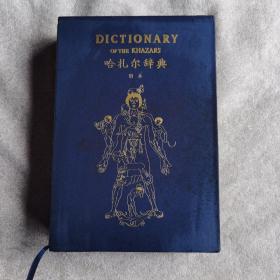 DICTIONARY
OF THE KHAZARS
哈扎尔辞典